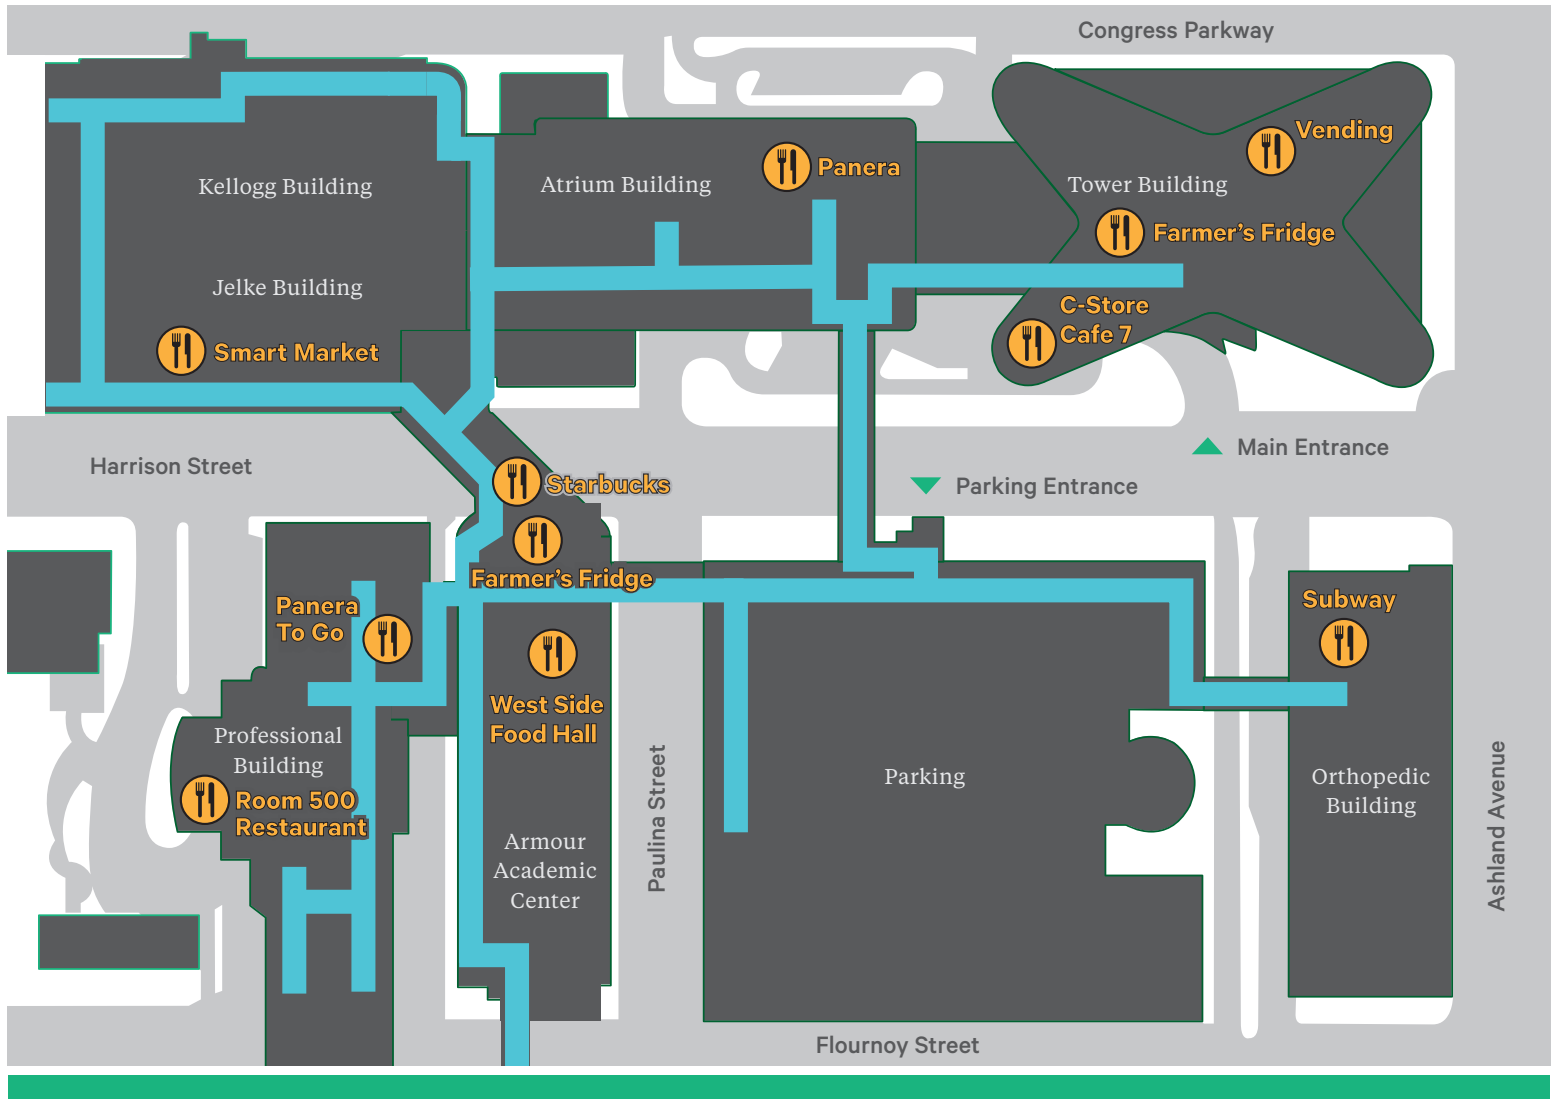 Congress Parkway
Vending
Panera
Kellogg Building
Atrium Building
Tower Building
Farmer’s Fridge
Jelke Building
C-Store
Cafe 7
Smart Market
Main Entrance
Harrison Street
Starbucks
Parking Entrance
Farmer’s Fridge
Panera
To Go
Subway
West Side
Food Hall
Professional
Building
Parking
Orthopedic
Building
Room 500
Restaurant
Paulina Street
Ashland Avenue
Armour
Academic
Center
Flournoy Street